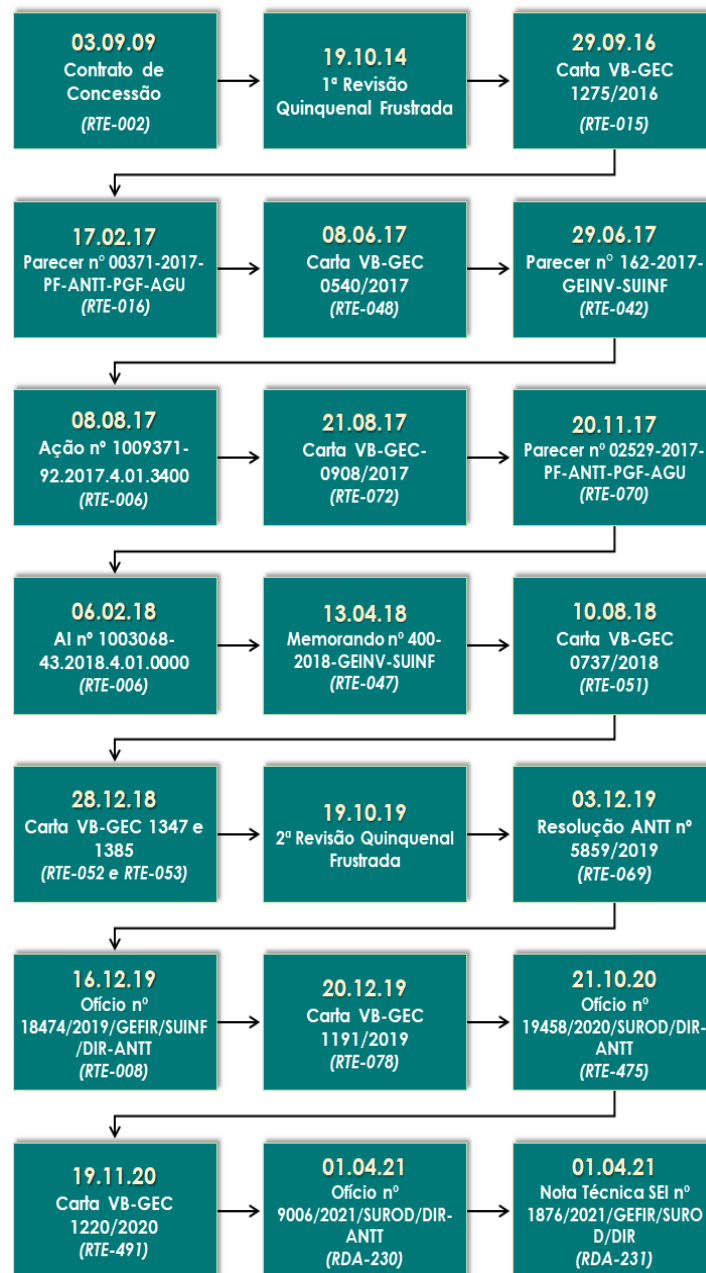 03.09.09
Contrato de
Concessão
(RTE-002)
19.10.14
1ª Revisão
Quinquenal Frustrada
29.09.16
Carta VB-GEC
1275/2016
(RTE-015)
17.02.17
Parecer nº 00371-2017-
PF-ANTT-PGF-AGU
(RTE-016)
08.06.17
Carta VB-GEC
0540/2017
(RTE-048)
29.06.17
Parecer nº 162-2017-
GEINV-SUINF
(RTE-042)
08.08.17
Ação nº 1009371-
92.2017.4.01.3400
(RTE-006)
21.08.17
Carta VB-GEC-
0908/2017
(RTE-072)
20.11.17
Parecer nº 02529-2017-
PF-ANTT-PGF-AGU
(RTE-070)
06.02.18
AI nº 1003068-
43.2018.4.01.0000
(RTE-006)
13.04.18
Memorando nº 400-
2018-GEINV-SUINF
(RTE-047)
10.08.18
Carta VB-GEC
0737/2018
(RTE-051)
28.12.18
Carta VB-GEC 1347 e
1385
(RTE-052 e RTE-053)
19.10.19
2ª Revisão Quinquenal
Frustrada
03.12.19
Resolução ANTT nº
5859/2019
(RTE-069)
16.12.19
Ofício nº
18474/2019/GEFIR/SUINF
/DIR-ANTT
(RTE-008)
20.12.19
Carta VB-GEC
1191/2019
(RTE-078)
21.10.20
Ofício nº
19458/2020/SUROD/DIR-
ANTT
(RTE-475)
19.11.20
Carta VB-GEC
1220/2020
(RTE-491)
01.04.21
Ofício nº
9006/2021/SUROD/DIR-
ANTT
(RDA-230)
01.04.21
Nota Técnica SEI nº
1876/2021/GEFIR/SURO
D/DIR
(RDA-231)